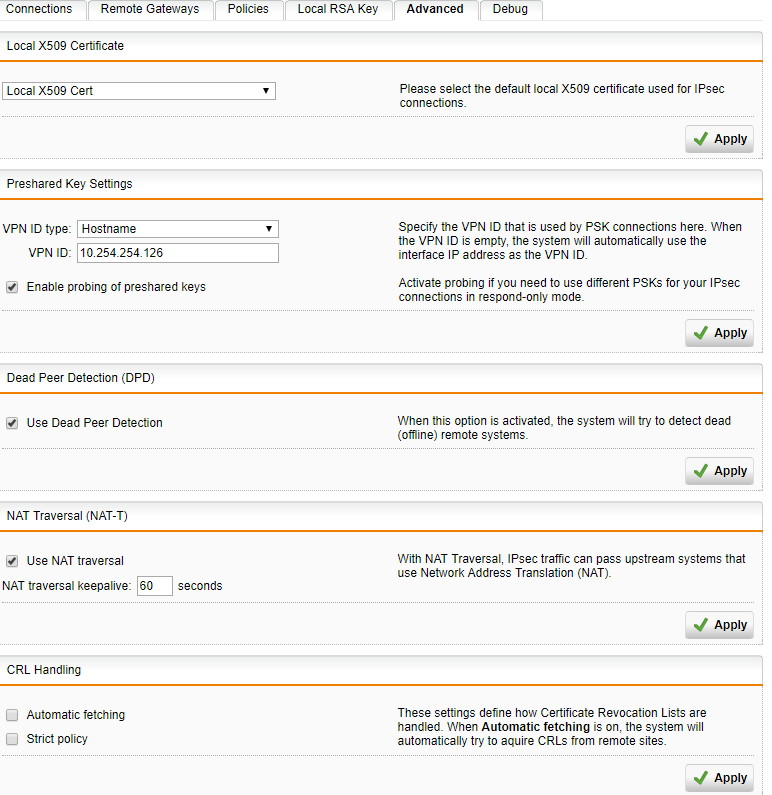 Connections Remote Gateways Policies Local RSA Key Advanced Debug
Local X509 Certificate
Local X509 Cert
Please select the default local X509 certificate used for IPsec
connections.
Apply
Preshared Key Settings
VPN ID type: Hostname
VPN ID: 10.254.254.126
Enable probing of preshared keys
Specify the VPN ID that is used by PSK connections here. When
the VPN ID is empty, the system will automatically use the
interface IP address as the VPN ID.
Activate probing if you need to use different PSKs for your IPsec
connections in respond-only mode.
Apply
Dead Peer Detection (DPD)
Use Dead Peer Detection
When this option is activated, the system will try to detect dead
(offline) remote systems.
Apply
NAT Traversal (NAT-T)
Use NAT traversal
NAT traversal keepalive: 60 seconds
With NAT Traversal, IPsec traffic can pass upstream systems that
use Network Address Translation (NAT).
Apply
CRL Handling
Automatic fetching
Strict policy
These settings define how Certificate Revocation Lists are
handled. When Automatic fetching is on, the system will
automatically try to aquire CRLs from remote sites.
Apply